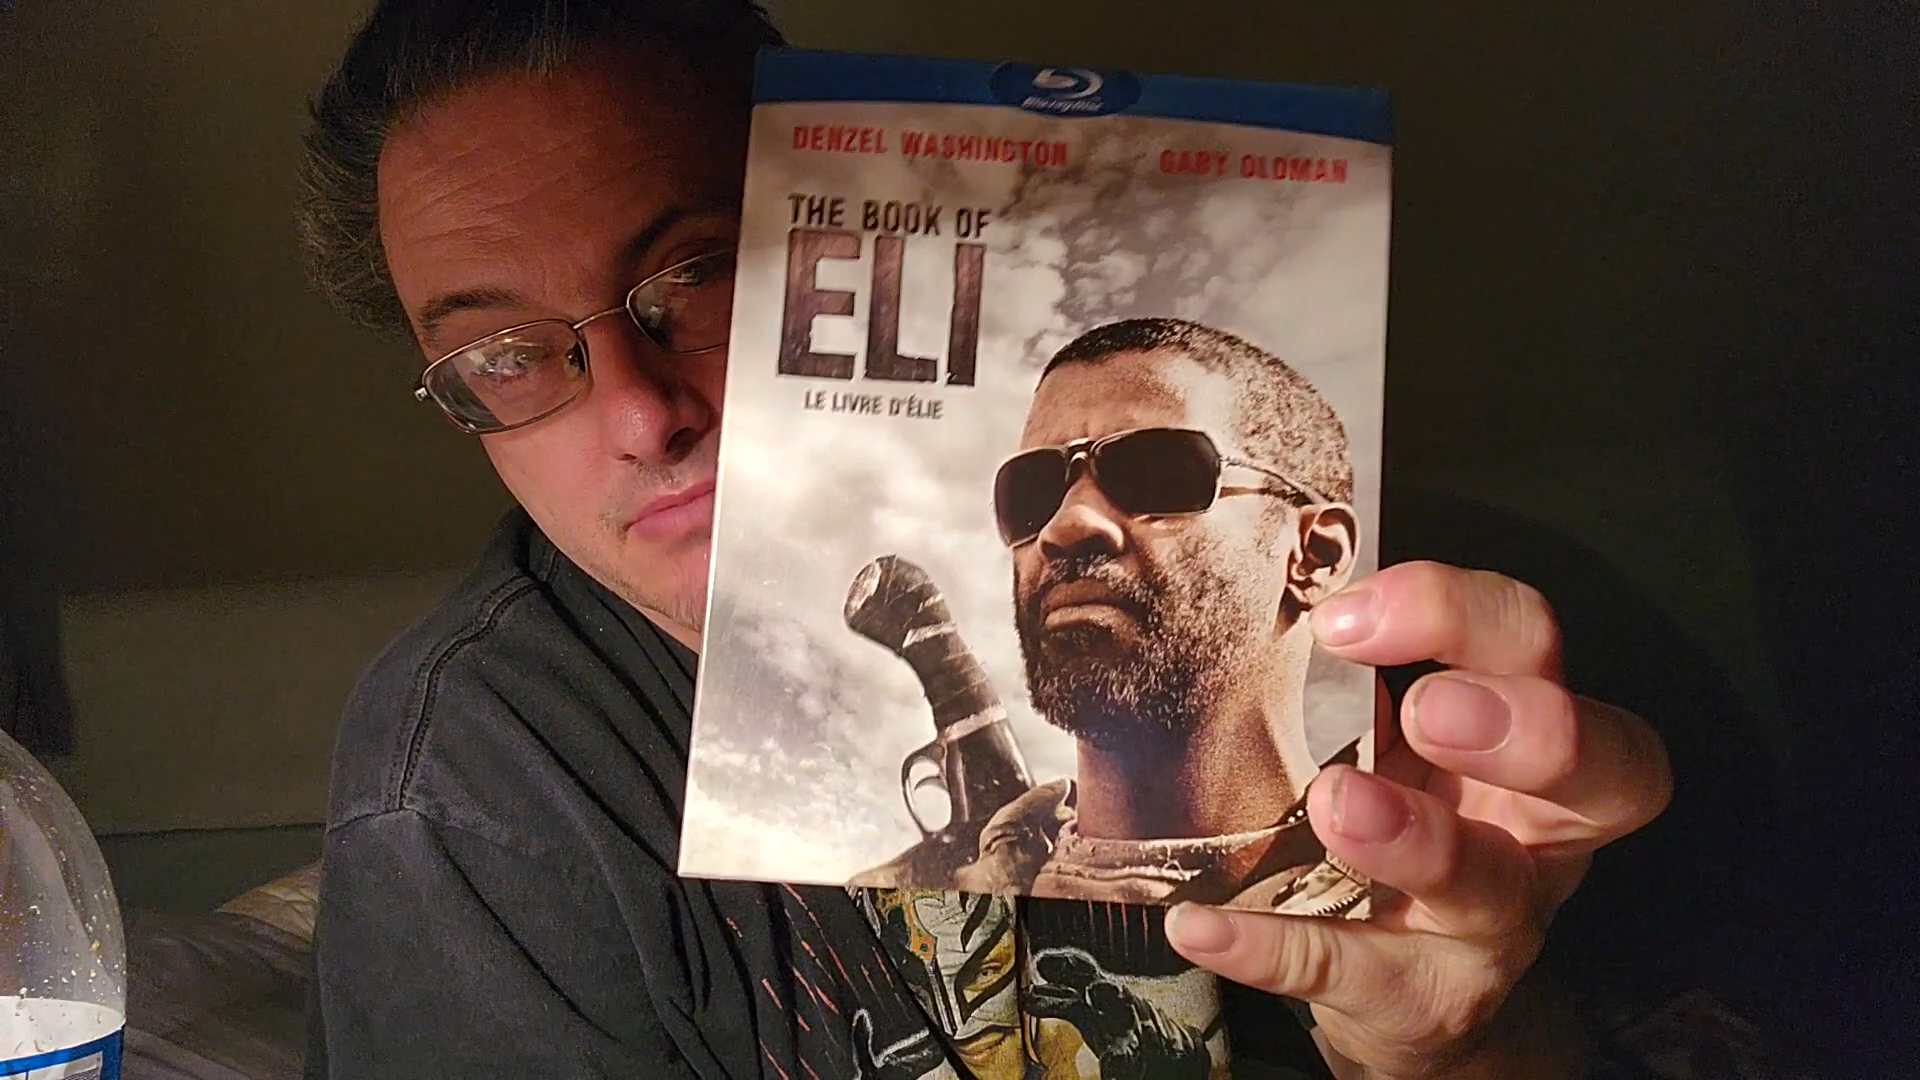 Blu-ray Disc
DENZEL WASHINGTON GARY OLDMAN
THE BOOK OF
ELI
LE LIVRE D'ÉLIE